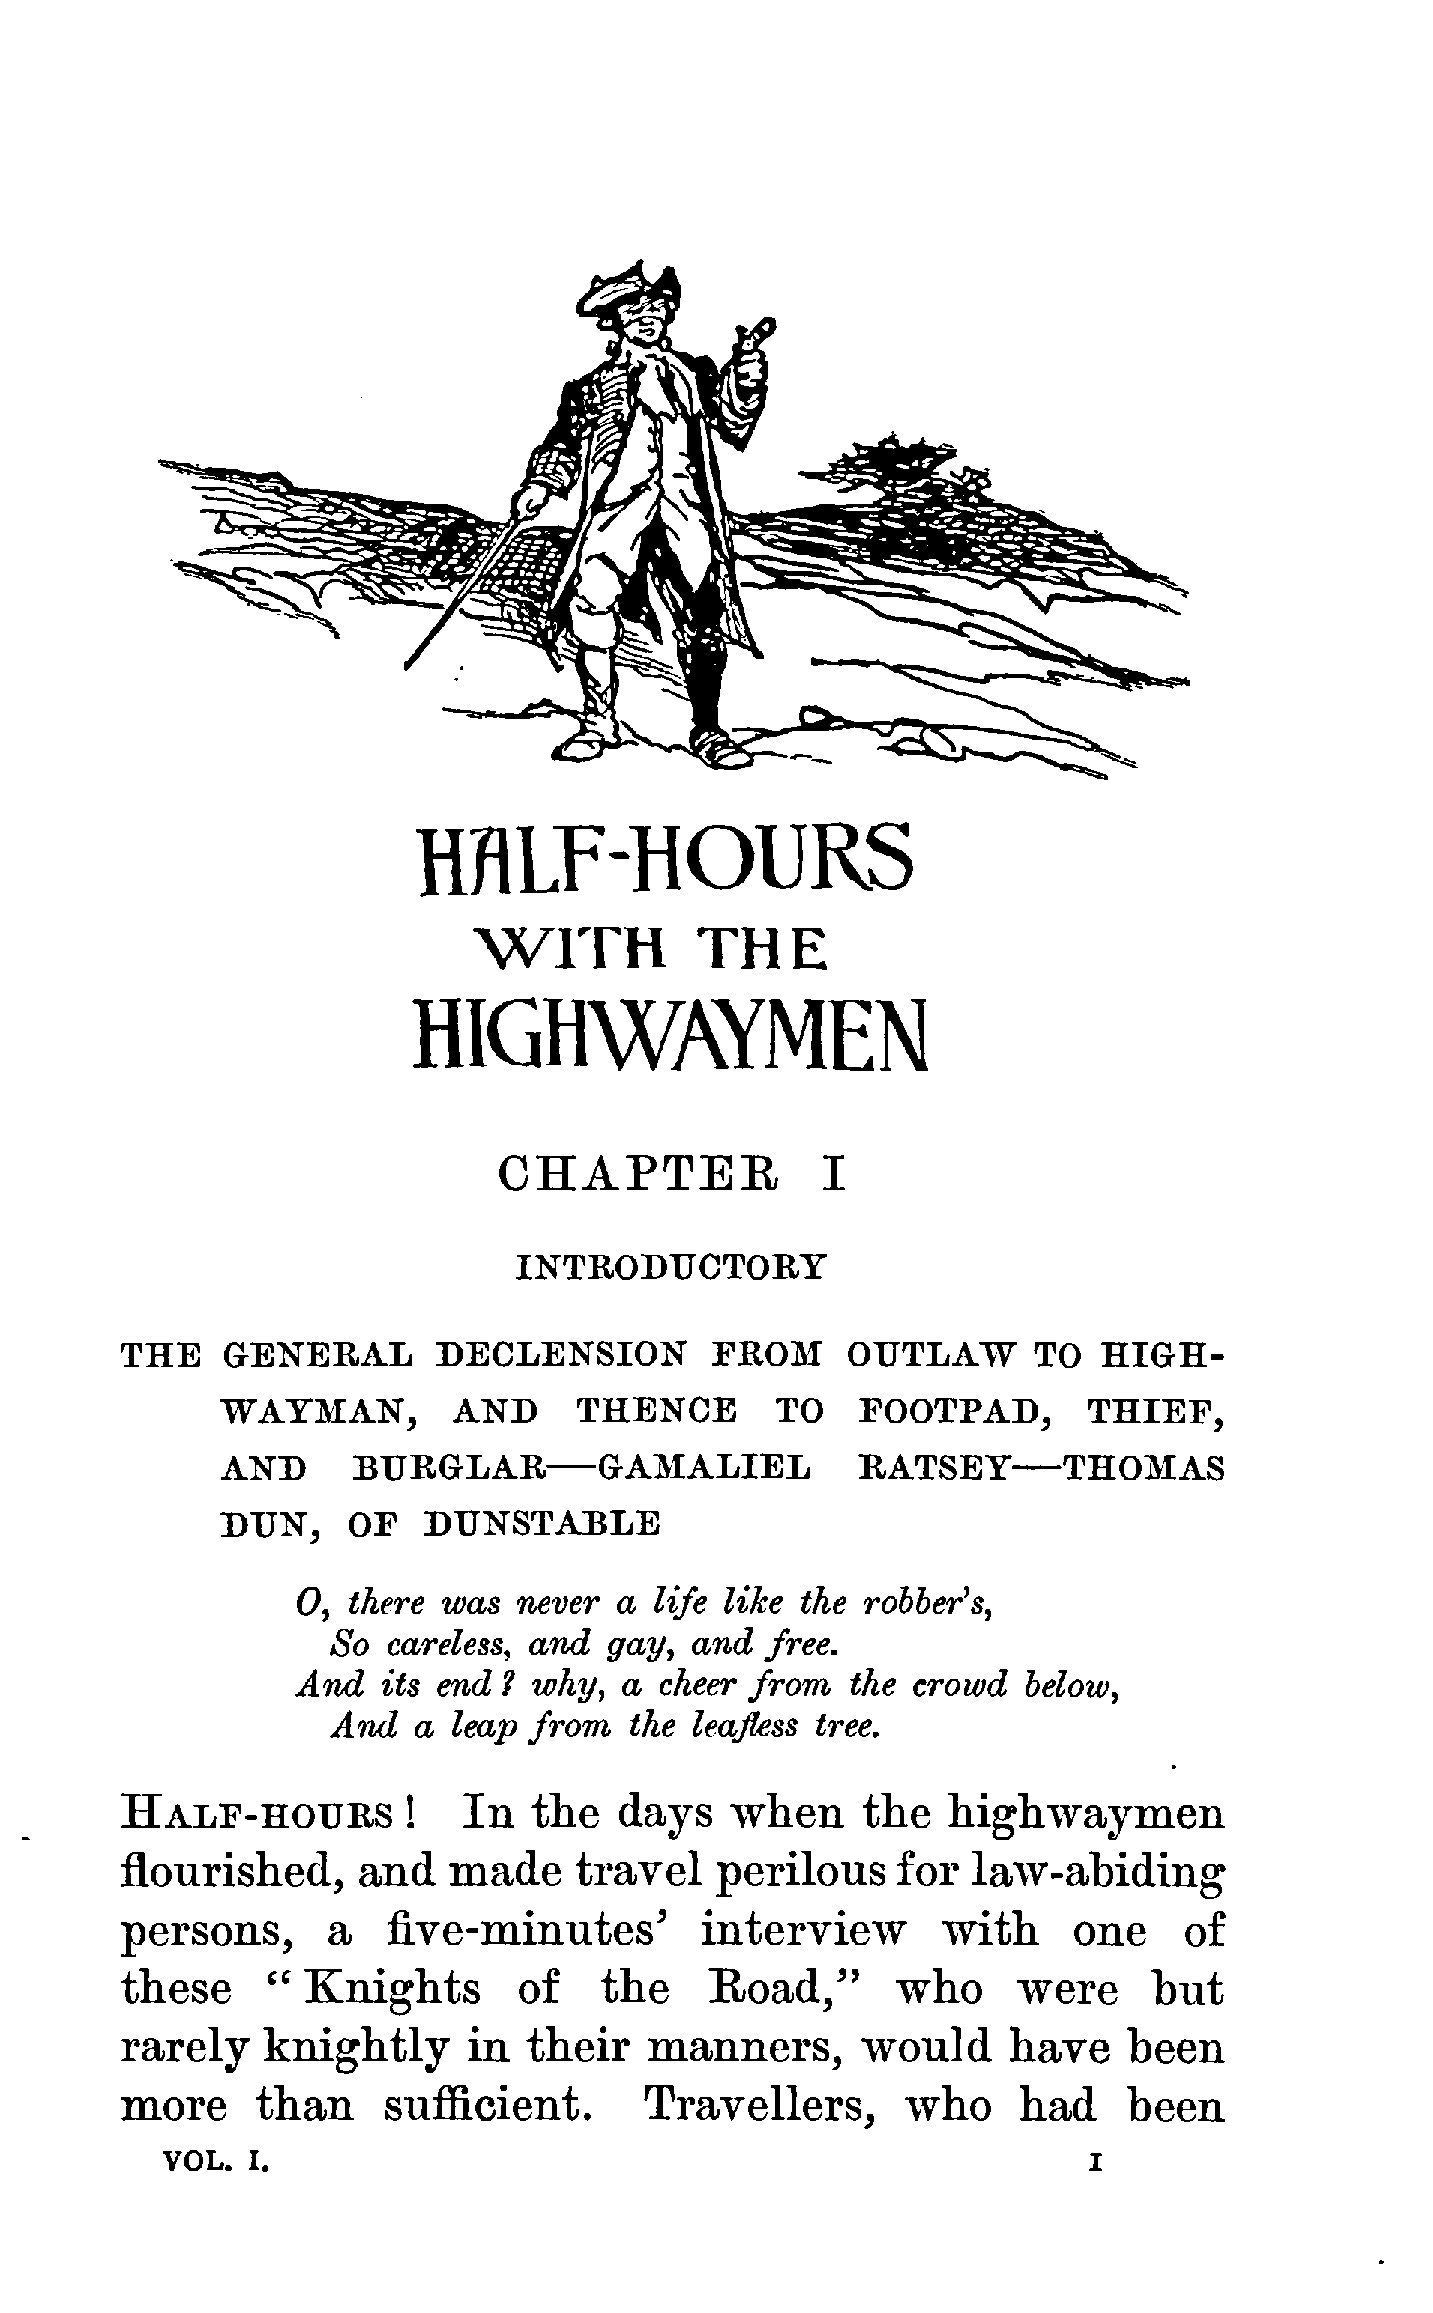 HALF-HOURS
WITH THE
HIGHWAYMEN
CHAPTER I
INTRODUCTORY
THE GENERAL DECLENSION FROM OUTLAW TO HIGH-
WAYMAN, AND THENCE TO FOOTPAD, THIEF,
AND BURGLAR—GAMALIEL RATSEY—THOMAS
DUN, OF DUNSTABLE
O, there was never a life like the robber's,
So careless, and gay, and free.
And its end? why, a cheer from the crowd below,
And a leap from the leafless tree.
HALF-HOURS! In the days when the highwaymen
flourished, and made travel perilous for law-abiding
persons, a five-minutes' interview with one of
these “Knights of the Road,” who were but
rarely knightly in their manners, would have been
more than sufficient. Travellers, who had been
VOL. I. I